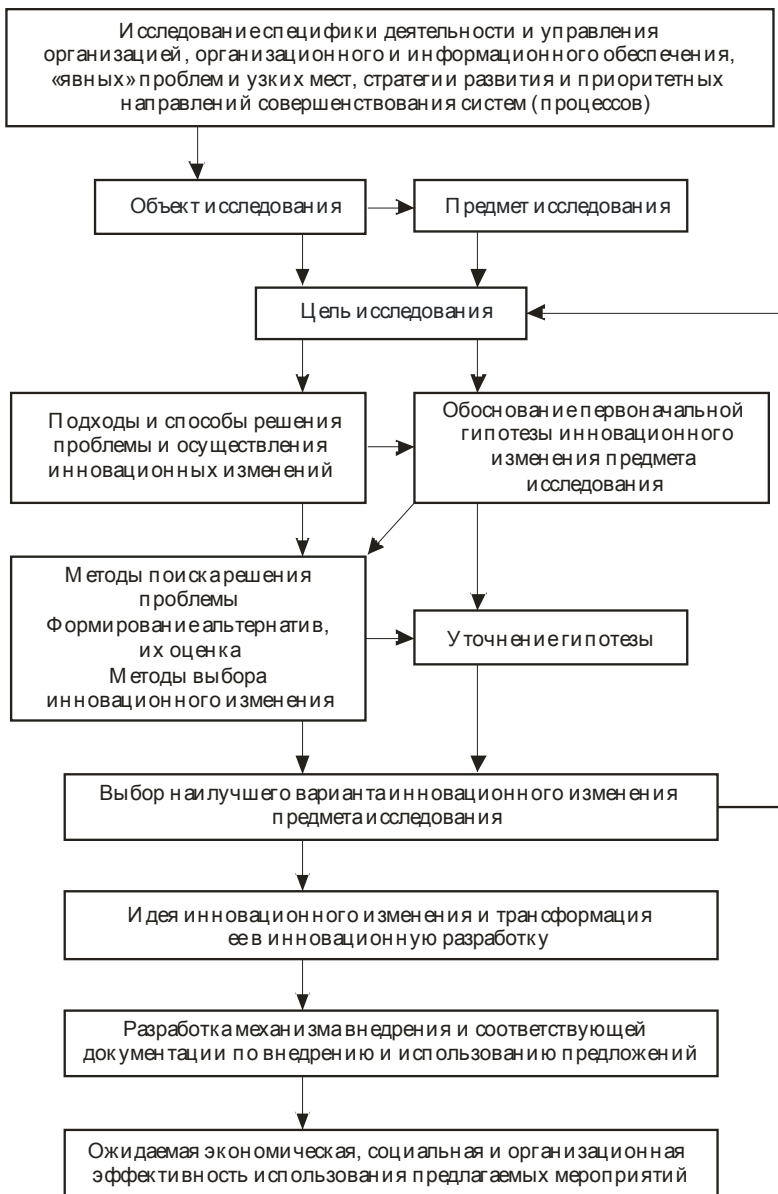 Исследование специфики деятельности и управления
организацией, организационного и информационного обеспечения,
«явных» проблем и узких мест, стратегии развития и приоритетных
направлений совершенствования систем (процессов)
Объект исследования
Предмет исследования
Цель исследования
Подходы и способы решения
проблемы и осуществления
инновационных изменений
Обоснование первоначальной
гипотезы инновационного
изменения предмета
исследования
Методы поиска решения
проблемы
Формирование альтернатив,
их оценка
Методы выбора
инновационного изменения
Уточнение гипотезы
Выбор наилучшего варианта инновационного изменения
предмета исследования
Идея инновационного изменения и трансформация
ее в инновационную разработку
Разработка механизма внедрения и соответствующей
документации по внедрению и использованию предложений
Ожидаемая экономическая, социальная и организационная
эффективность использования предлагаемых мероприятий